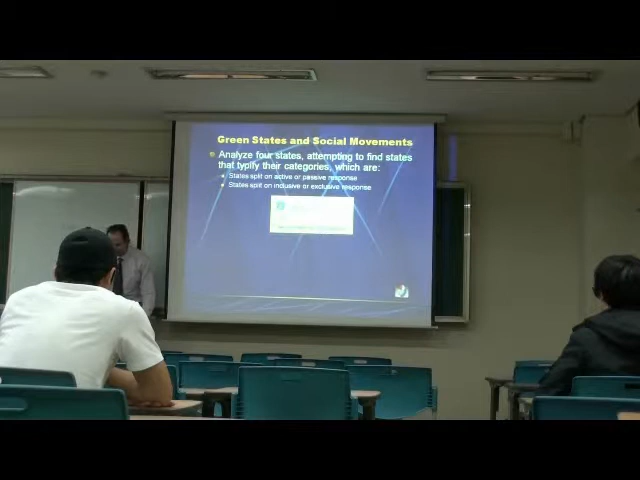 Green States and Social Movements
Analyze four states, attempting to find states
that typify their categories, which are:
States split on active or passive response
States split on inclusive or exclusive response